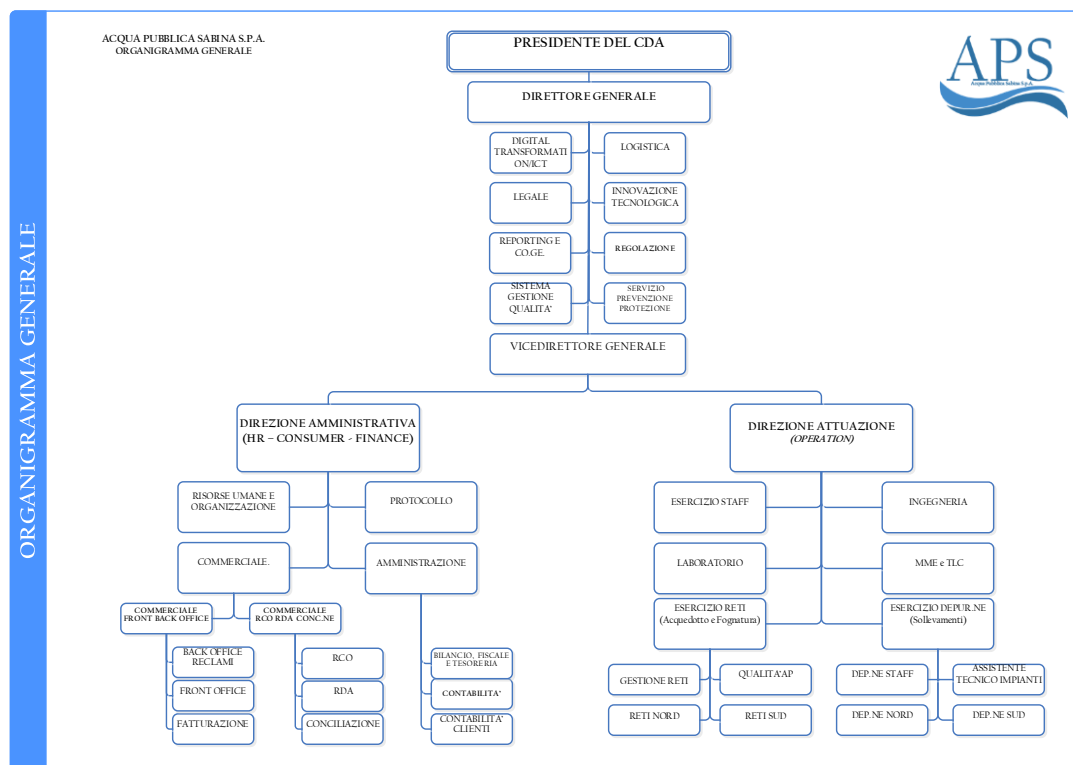 ORGANIGRAMMA GENERALE
ACQUA PUBBLICA SABINA S.P.A.
ORGANIGRAMMA GENERALE
PRESIDENTE DEL CDA
APS
Acqua Pubblica Sabina S.p.A.
DIRETTORE GENERALE
DIGITAL
TRANSFORMATI
ON/ICT
LOGISTICA
LEGALE
INNOVAZIONE
TECNOLOGICA
REPORTING E
CO.GE.
REGOLAZIONE
SISTEMA
GESTIONE
QUALITA'
SERVIZIO
PREVENZIONE
PROTEZIONE
VICEDIRETTORE GENERALE
DIREZIONE AMMINISTRATIVA
(HR – CONSUMER - FINANCE)
DIREZIONE ATTUAZIONE
(OPERATION)
RISORSE UMANE E
ORGANIZZAZIONE
PROTOCOLLO
ESERCIZIO STAFF
INGEGNERIA
COMMERCIALE.
AMMINISTRAZIONE
LABORATORIO
MME e TLC
COMMERCIALE
FRONT BACK OFFICE
COMMERCIALE
RCO RDA CONC.NE
ESERCIZIO RETI
(Acquedotto e Fognatura)
ESERCIZIO DEPUR.NE
(Sollevamenti)
BACK OFFICE
RECLAMI
RCO
BILANCIO, FISCALE
E TESORERIA
GESTIONE RETI
QUALITA'AP
DEP.NE STAFF
ASSISTENTE
TECNICO IMPIANTI
FRONT OFFICE
RDA
CONTABILITA'
FATTURAZIONE
CONCILIAZIONE
CONTABILITA'
CLIENTI
RETI NORD
RETI SUD
DEP.NE NORD
DEP.NE SUD